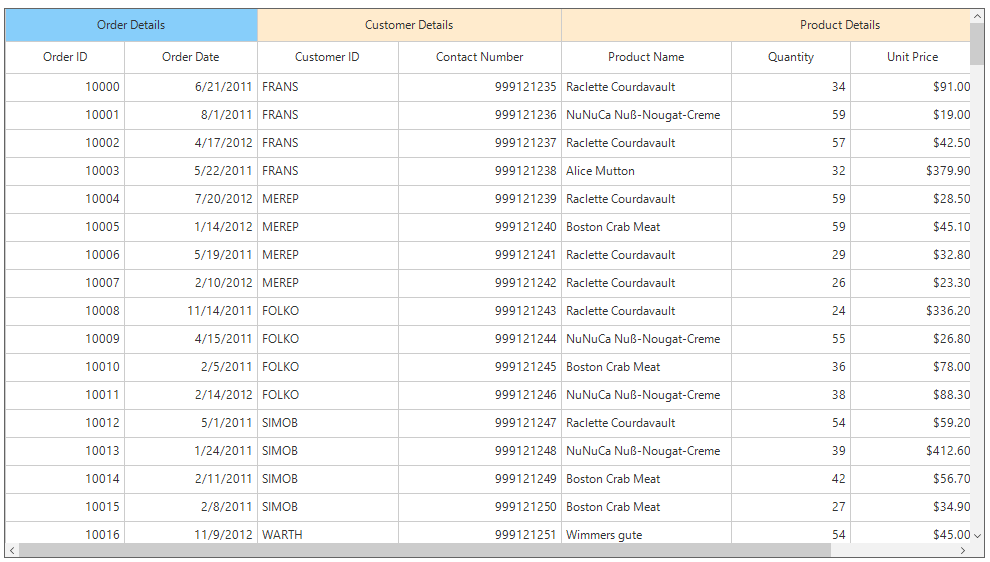 Order Details Customer Details Product Details
Order ID Order Date Customer ID Contact Number Product Name Quantity Unit Price
10000 6/21/2011 FRANS 999121235 Raclette Courdavault 34 $91.00
10001 8/1/2011 FRANS 999121236 NuNuCa Nuß-Nougat-Creme 59 $19.00
10002 4/17/2012 FRANS 999121237 Raclette Courdavault 57 $42.50
10003 5/22/2011 FRANS 999121238 Alice Mutton 32 $379.90
10004 7/20/2012 MEREP 999121239 Raclette Courdavault 59 $28.50
10005 1/14/2012 MEREP 999121240 Boston Crab Meat 59 $45.10
10006 5/19/2011 MEREP 999121241 Raclette Courdavault 29 $32.80
10007 2/10/2012 MEREP 999121242 Raclette Courdavault 26 $23.30
10008 11/14/2011 FOLKO 999121243 Raclette Courdavault 24 $336.20
10009 4/15/2011 FOLKO 999121244 NuNuCa Nuß-Nougat-Creme 55 $26.80
10010 2/5/2011 FOLKO 999121245 Boston Crab Meat 36 $78.00
10011 2/14/2012 FOLKO 999121246 NuNuCa Nuß-Nougat-Creme 38 $88.30
10012 5/1/2011 SIMOB 999121247 Raclette Courdavault 54 $59.20
10013 1/24/2011 SIMOB 999121248 NuNuCa Nuß-Nougat-Creme 39 $412.60
10014 2/11/2011 SIMOB 999121249 Boston Crab Meat 42 $56.70
10015 2/8/2011 SIMOB 999121250 Boston Crab Meat 27 $34.90
10016 11/9/2012 WARTH 999121251 Wimmers gute 54 $45.00